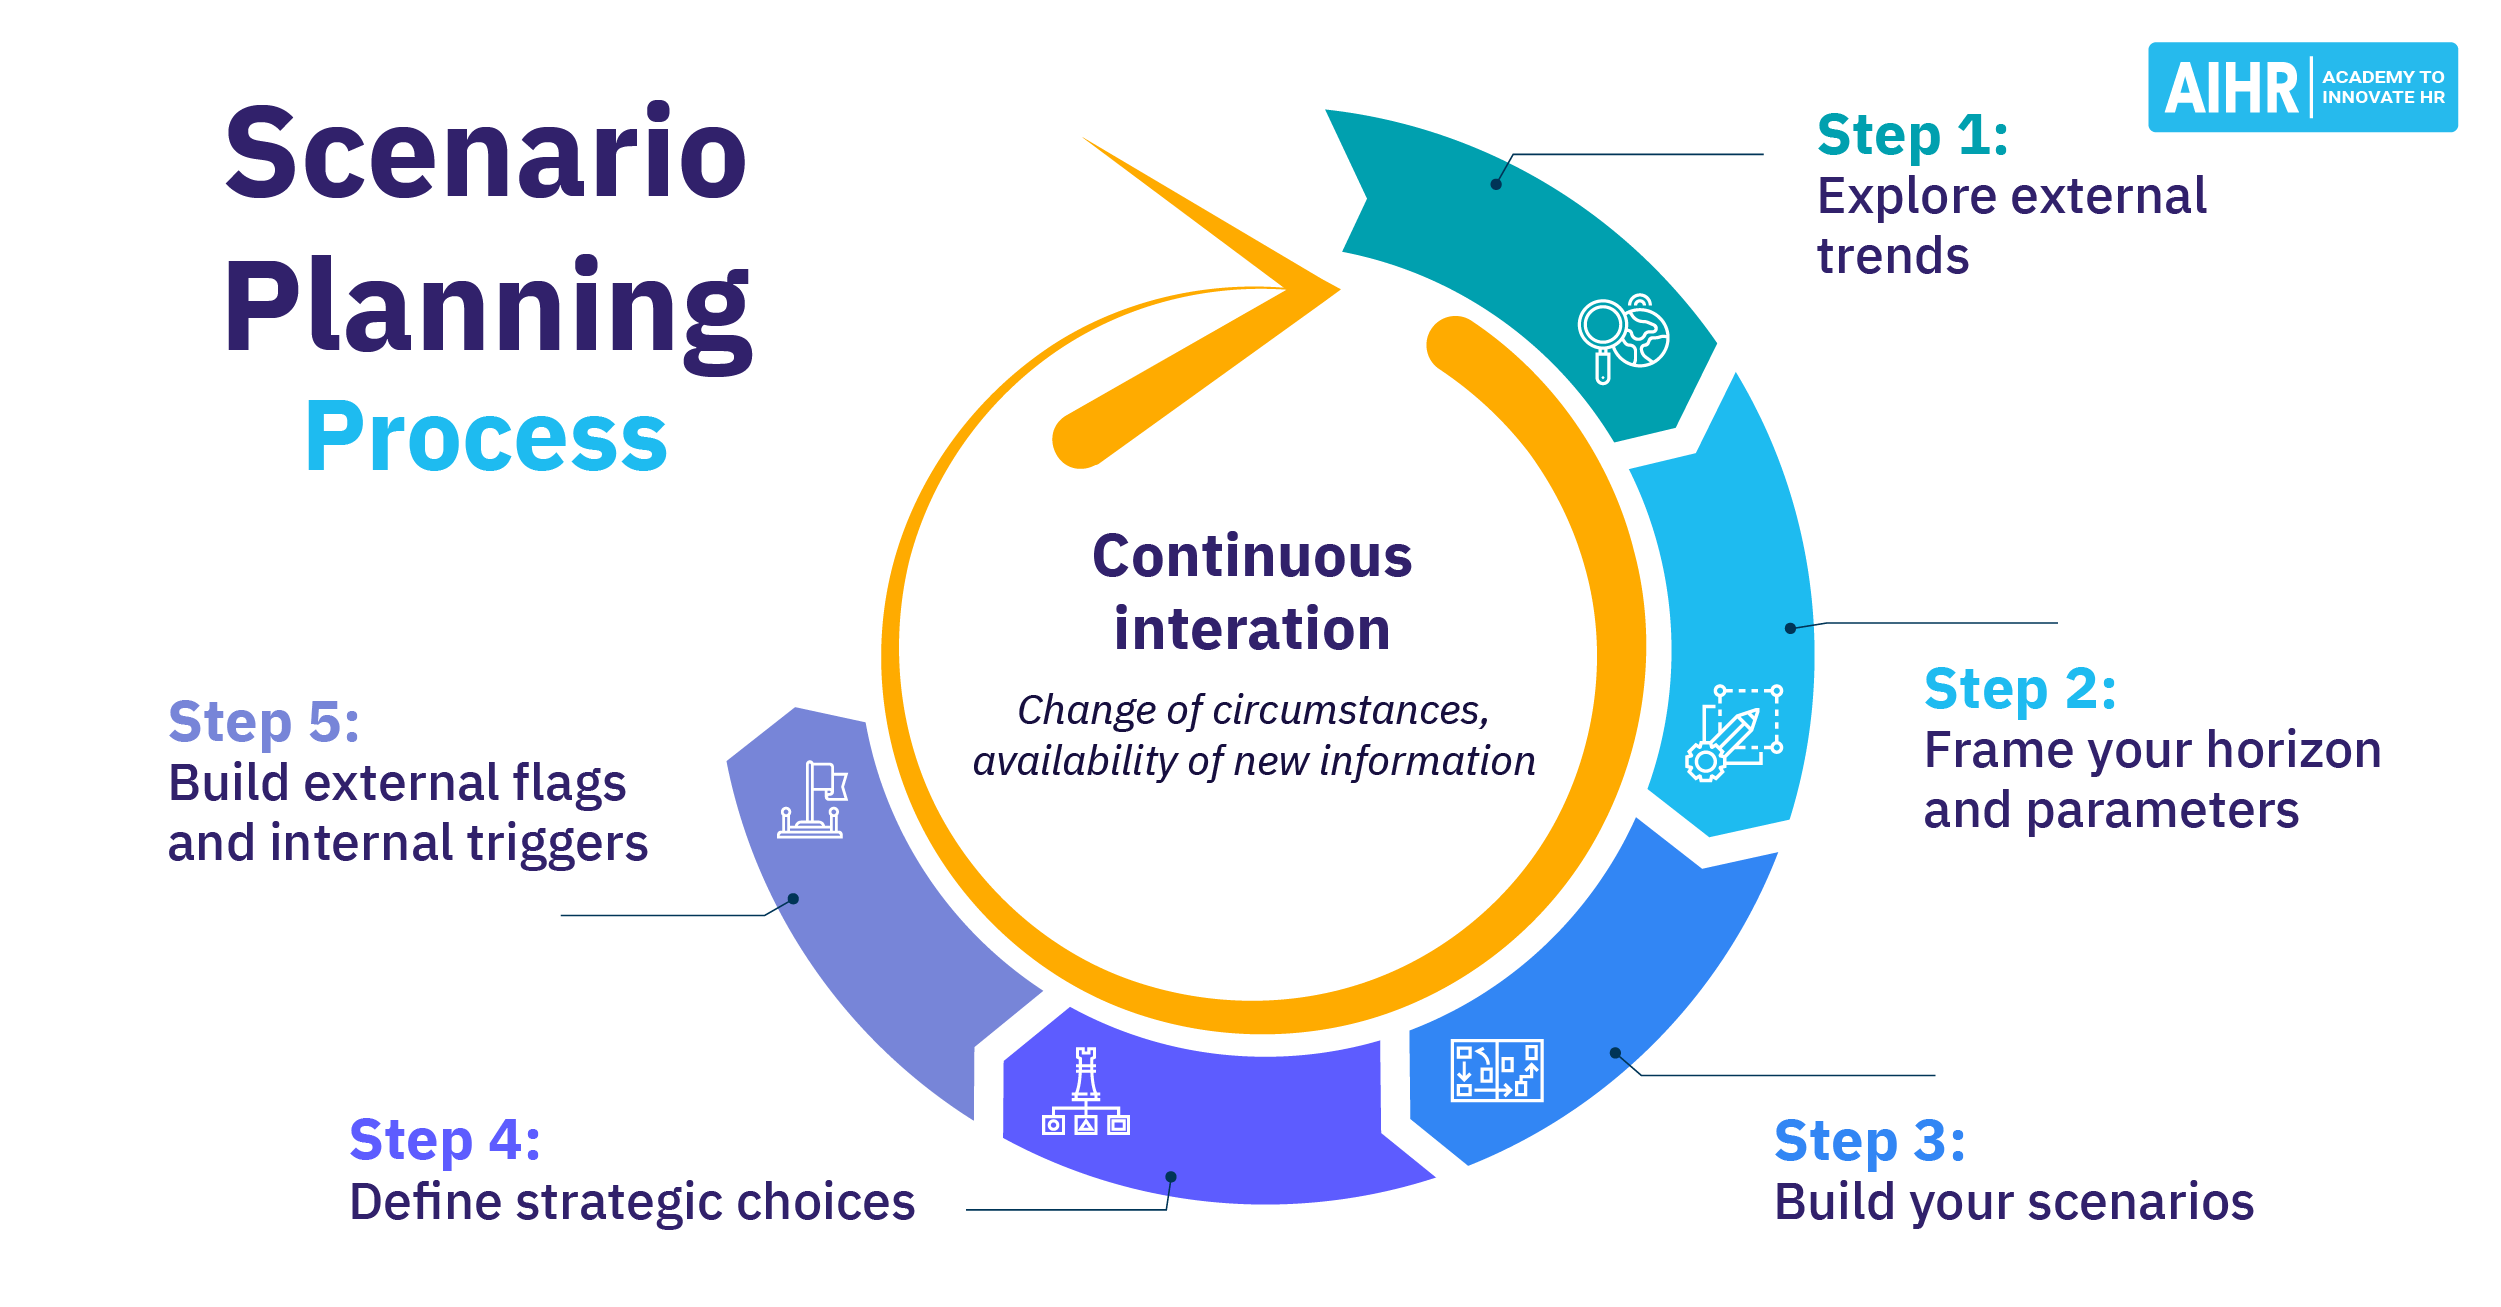 Scenario
Planning
Process
AIHR
ACADEMY TO
INNOVATE HR
Step 1:
Explore external
trends
Step 2:
Frame your horizon
and parameters
Step 3:
Build your scenarios
Step 4:
Define strategic choices
Step 5:
Build external flags
and internal triggers
Continuous
interation
Change of circumstances,
availability of new information